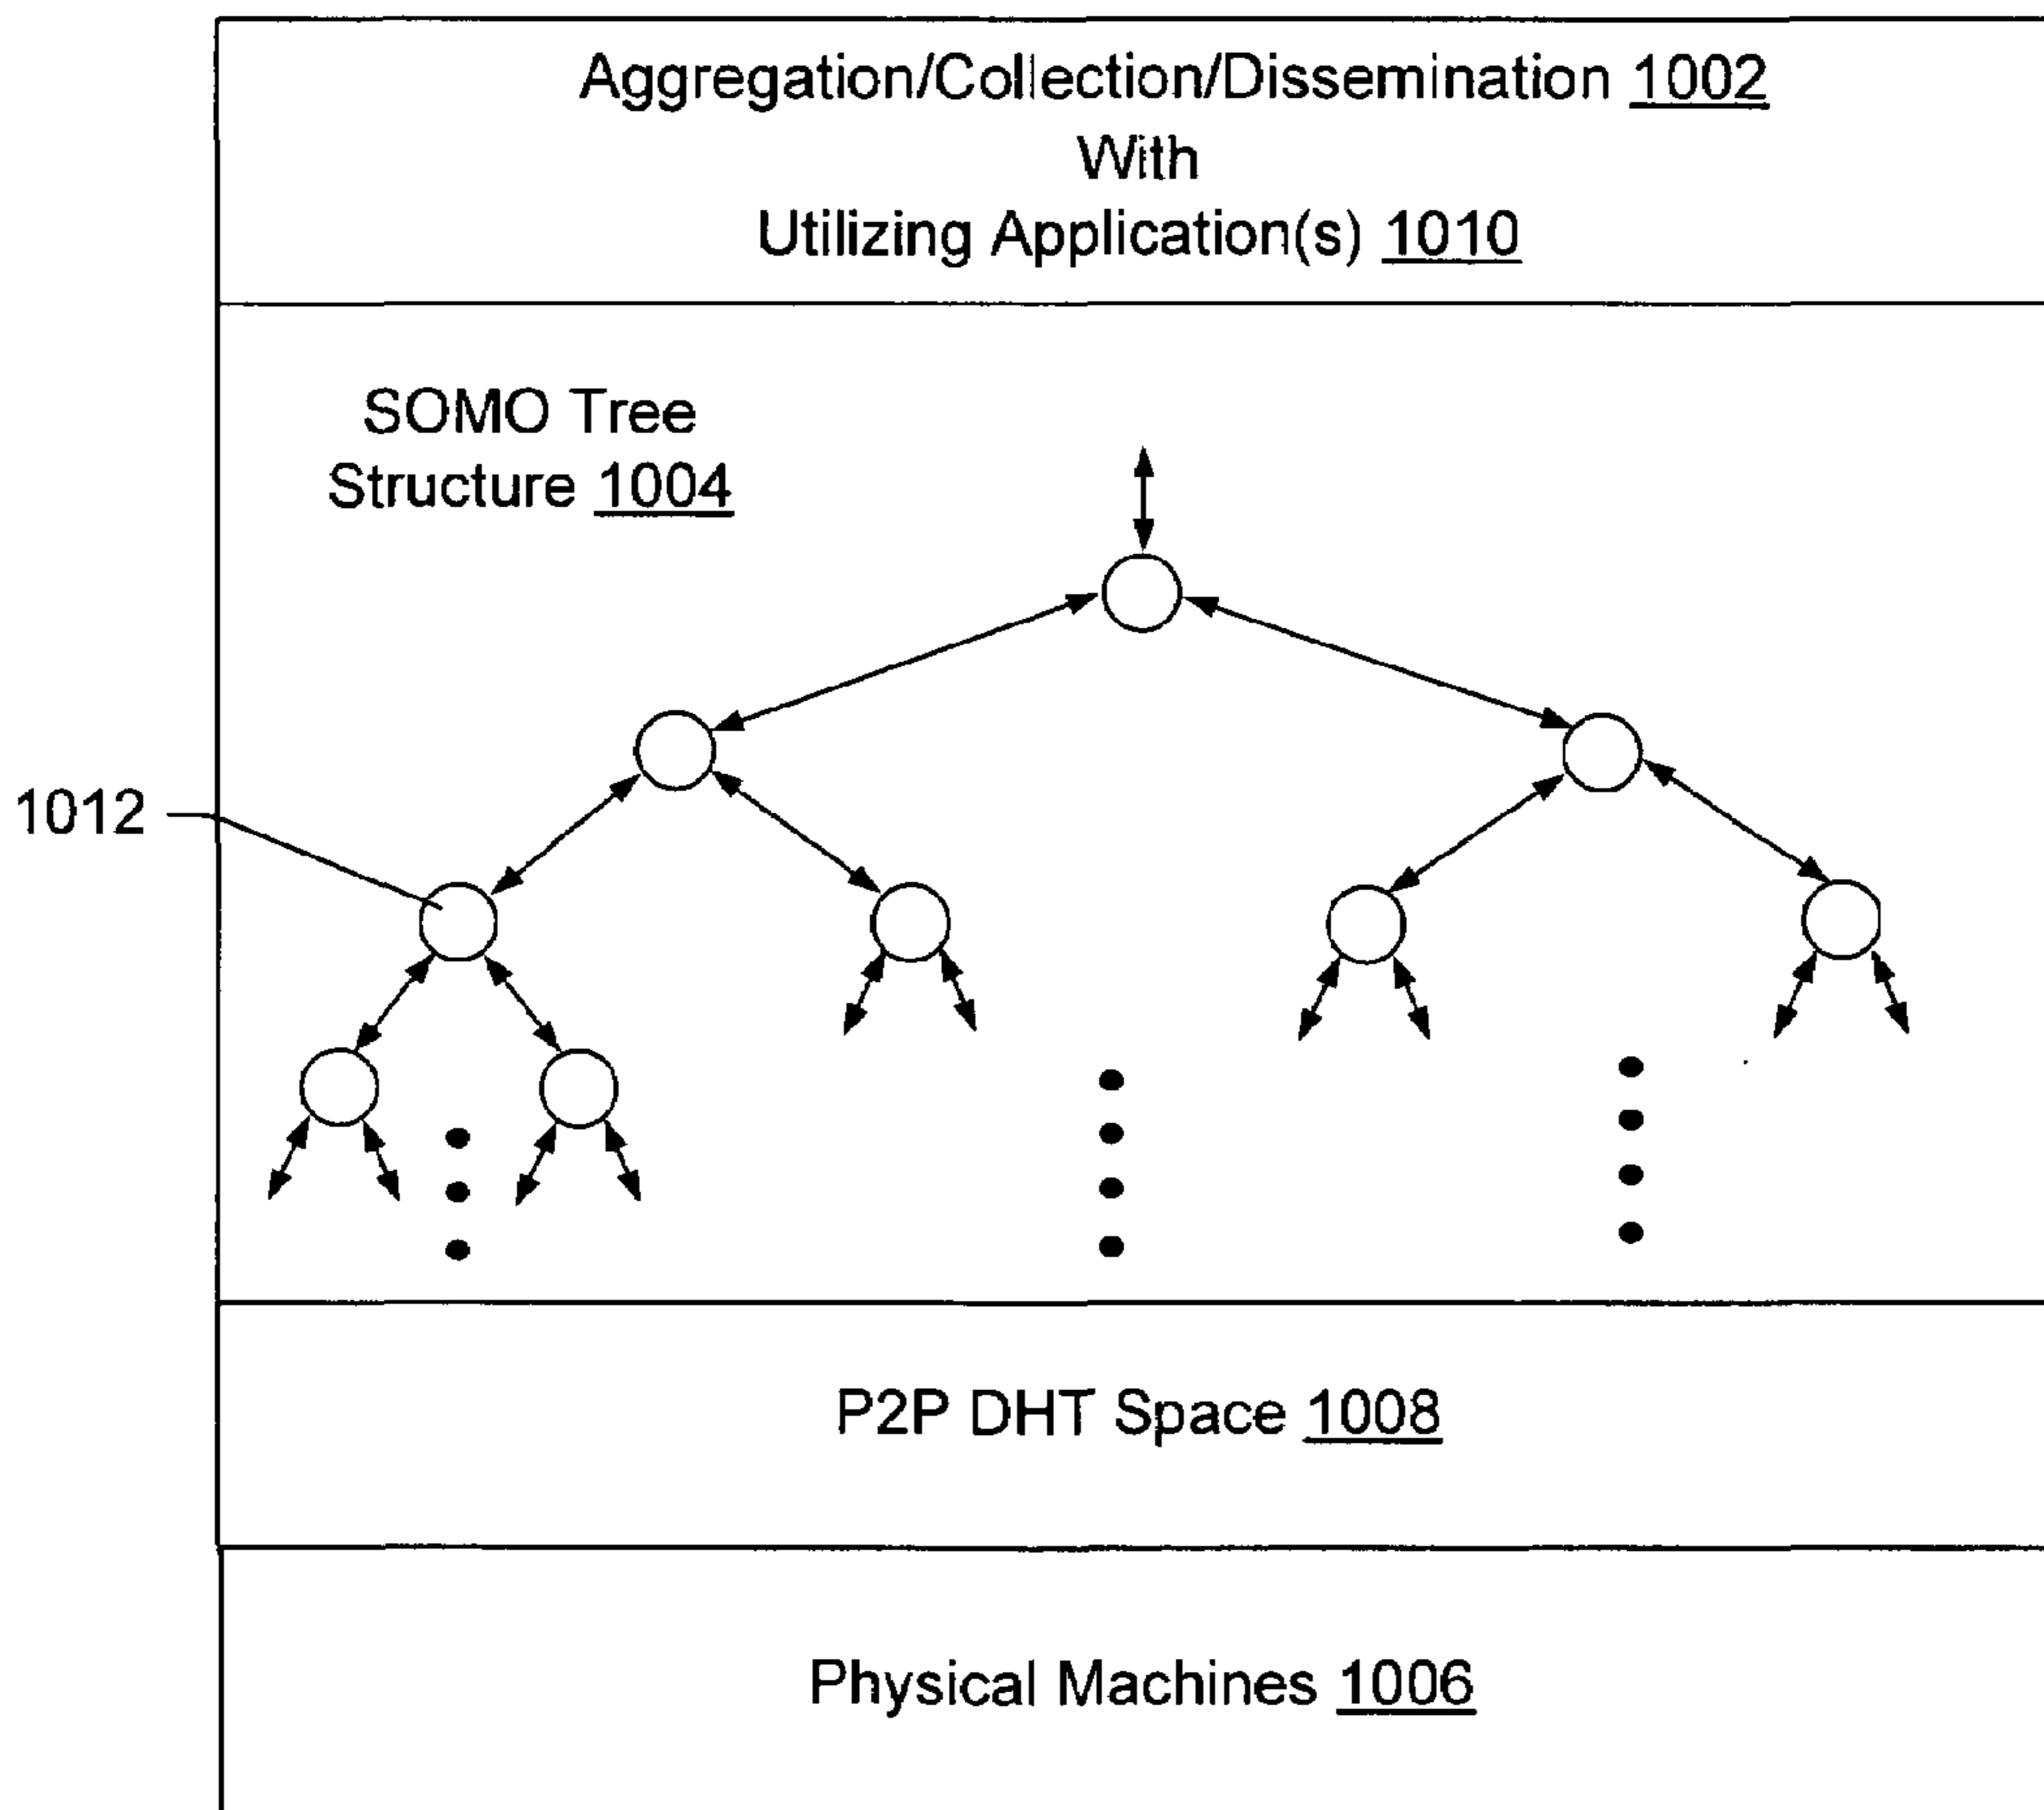 Aggregation/Collection/Dissemination 1002
With
Utilizing Application(s) 1010
SOMO Tree
Structure 1004
1012
P2P DHT Space 1008
Physical Machines 1006